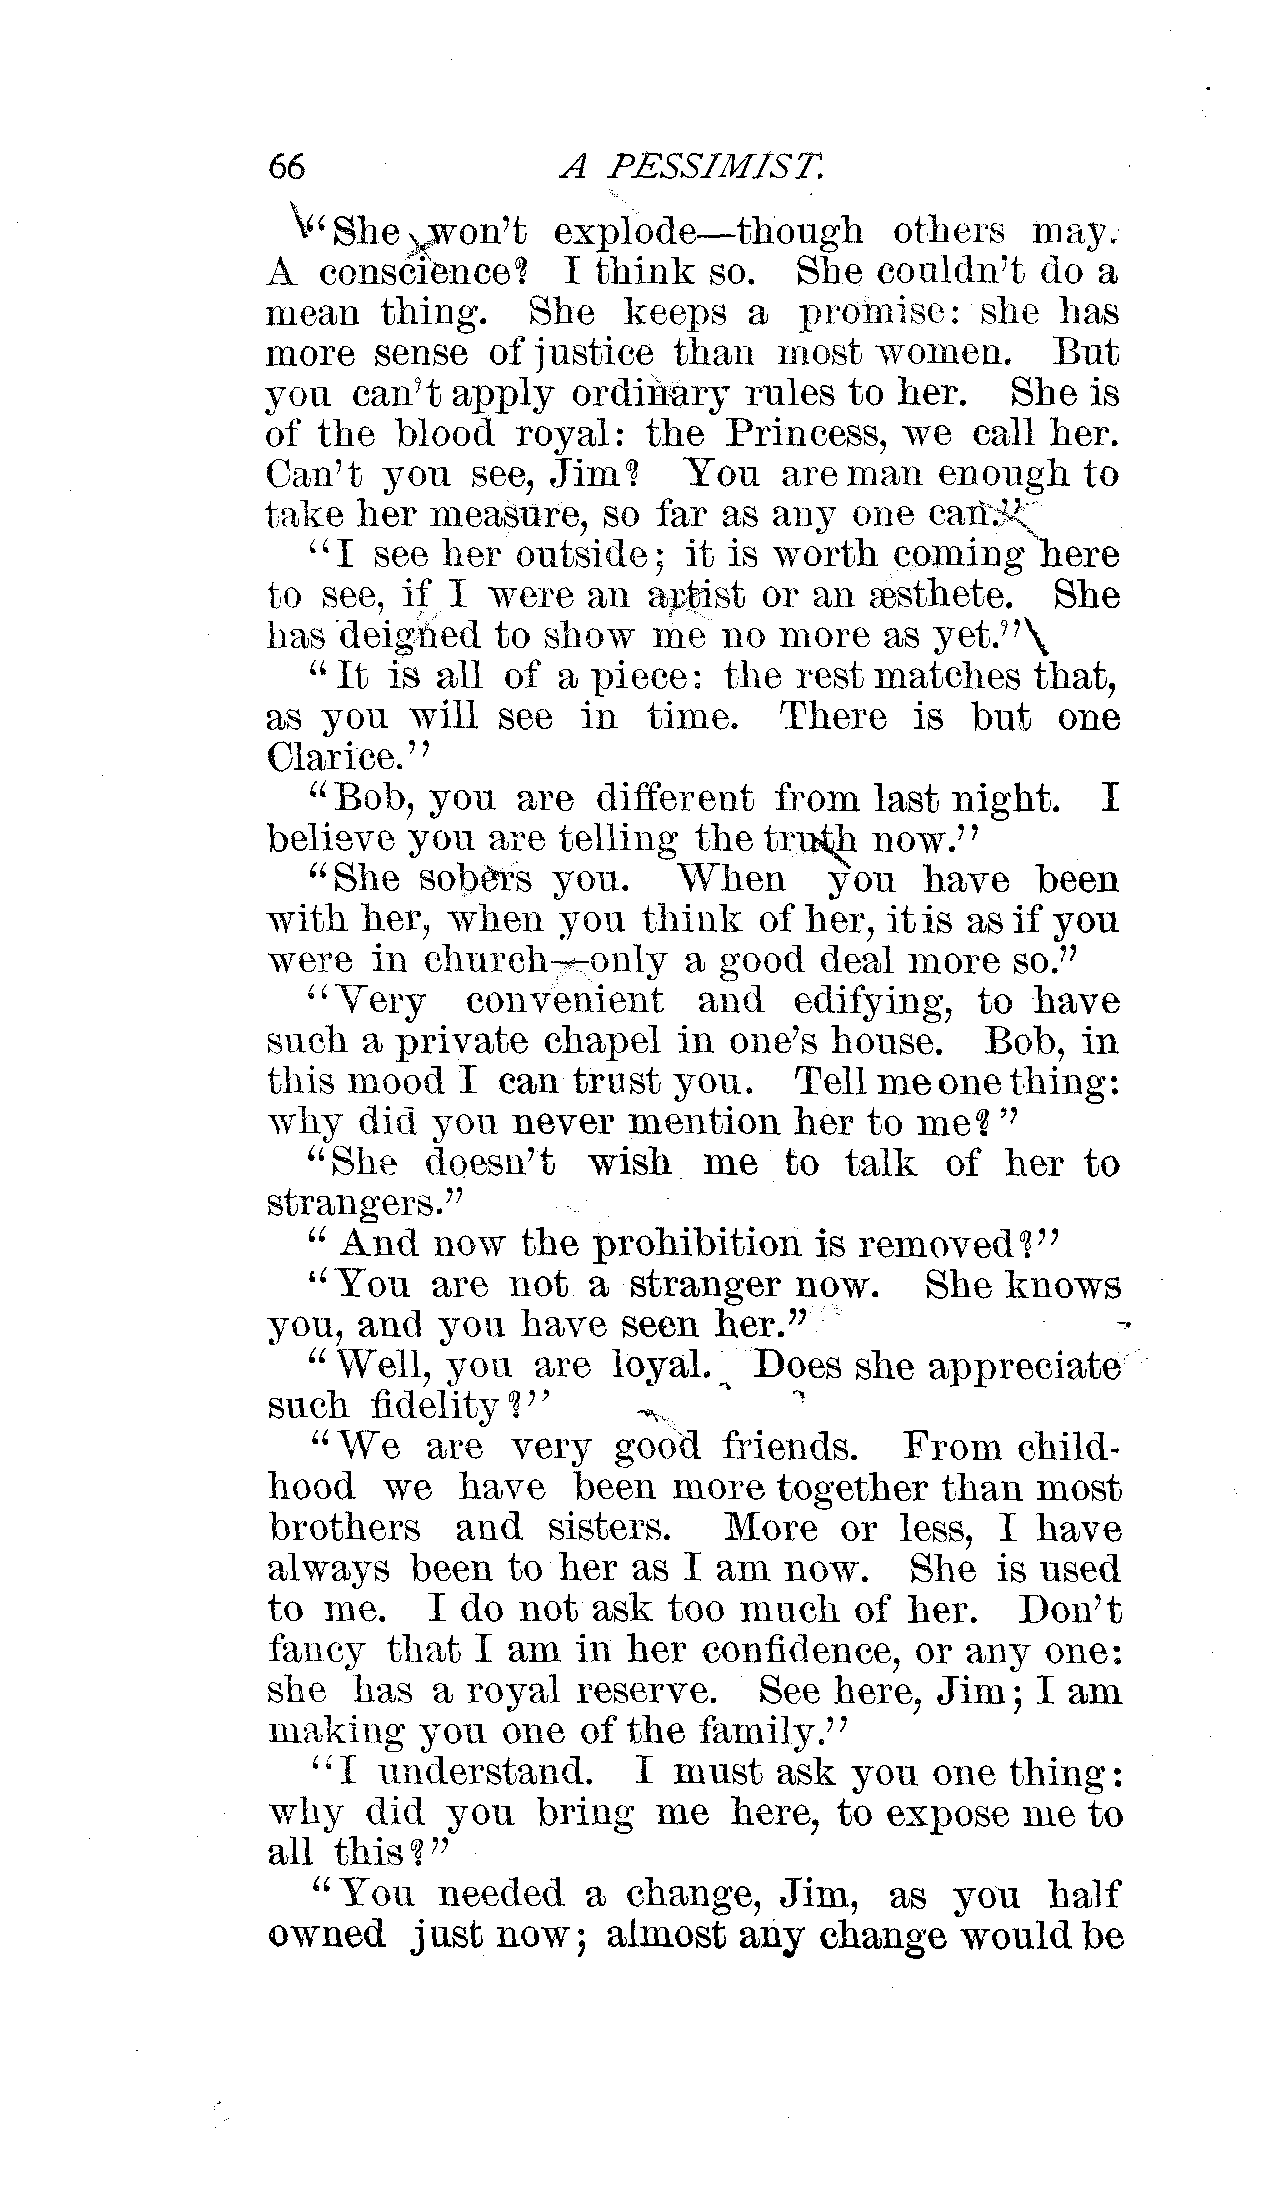 66 A PESSIMIST.
"She won't explode—though others may.
A conscience? I think so. She couldn't do a
mean thing. She keeps a promise: she has
more sense of justice than most women. But
you can't apply ordinary rules to her. She is
of the blood royal: the Princess, we call her.
Can't you see, Jim? You are man enough to
take her measure, so far as any one can."
"I see her outside; it is worth coming here
to see, if I were an artist or an æsthete. She
has deigned to show me no more as yet."
"It is all of a piece: the rest matches that,
as you will see in time. There is but one
Clarice."
"Bob, you are different from last night. I
believe you are telling the truth now."
"She sobers you. When you have been
with her, when you think of her, it is as if you
were in church—only a good deal more so."
"Very convenient and edifying, to have
such a private chapel in one's house. Bob, in
this mood I can trust you. Tell me one thing:
why did you never mention her to me?"
"She doesn't wish me to talk of her to
strangers."
"And now the prohibition is removed?"
"You are not a stranger now. She knows
you, and you have seen her."
"Well, you are loyal. Does she appreciate
such fidelity?"
"We are very good friends. From child-
hood we have been more together than most
brothers and sisters. More or less, I have
always been to her as I am now. She is used
to me. I do not ask too much of her. Don't
fancy that I am in her confidence, or any one:
she has a royal reserve. See here, Jim; I am
making you one of the family."
"I understand. I must ask you one thing:
why did you bring me here, to expose me to
all this?"
"You needed a change, Jim, as you half
owned just now; almost any change would be